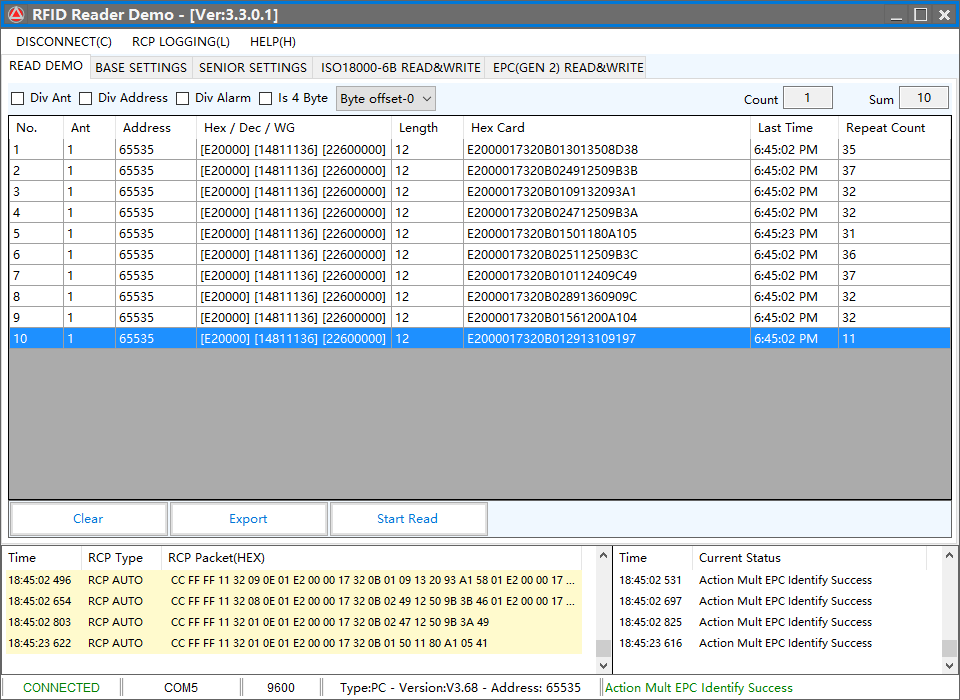 RFID Reader Demo - [Ver:3.3.0.1]
DISCONNECT(C) RCP LOGGING(L) HELP(H)
READ DEMO BASE SETTINGS SENIOR SETTINGS ISO18000-6B READ&WRITE EPC(GEN 2) READ&WRITE
Div Ant Div Address Div Alarm Is 4 Byte Byte offset-0 Count 1 Sum 10
No. Ant Address Hex / Dec / WG Length Hex Card Last Time Repeat Count
1 1 65535 [E20000] [14811136] [22600000] 12 E2000017320B013013508D38 6:45:02 PM 35
2 1 65535 [E20000] [14811136] [22600000] 12 E2000017320B024912509B3B 6:45:02 PM 37
3 1 65535 [E20000] [14811136] [22600000] 12 E2000017320B0109132093A1 6:45:02 PM 32
4 1 65535 [E20000] [14811136] [22600000] 12 E2000017320B024712509B3A 6:45:02 PM 32
5 1 65535 [E20000] [14811136] [22600000] 12 E2000017320B01501180A105 6:45:23 PM 31
6 1 65535 [E20000] [14811136] [22600000] 12 E2000017320B025112509B3C 6:45:02 PM 36
7 1 65535 [E20000] [14811136] [22600000] 12 E2000017320B010112409C49 6:45:02 PM 37
8 1 65535 [E20000] [14811136] [22600000] 12 E2000017320B02891360909C 6:45:02 PM 32
9 1 65535 [E20000] [14811136] [22600000] 12 E2000017320B01561200A104 6:45:02 PM 32
10 1 65535 [E20000] [14811136] [22600000] 12 E2000017320B012913109197 6:45:02 PM 11
Clear Export Start Read
Time RCP Type RCP Packet(HEX)
18:45:02 496 RCP AUTO CC FF FF 11 32 09 0E 01 E2 00 00 17 32 0B 01 09 13 20 93 A1 58 01 E2 00 00 17 ...
18:45:02 654 RCP AUTO CC FF FF 11 32 08 0E 01 E2 00 00 17 32 0B 02 49 12 50 9B 3B 46 01 E2 00 00 17 ...
18:45:02 803 RCP AUTO CC FF FF 11 32 01 0E 01 E2 00 00 17 32 0B 02 47 12 50 9B 3A 49
18:45:23 622 RCP AUTO CC FF FF 11 32 01 0E 01 E2 00 00 17 32 0B 01 50 11 80 A1 05 41
Time Current Status
18:45:02 531 Action Mult EPC Identify Success
18:45:02 697 Action Mult EPC Identify Success
18:45:02 825 Action Mult EPC Identify Success
18:45:23 616 Action Mult EPC Identify Success
CONNECTED COM5 9600 Type:PC - Version:V3.68 - Address: 65535 Action Mult EPC Identify Success